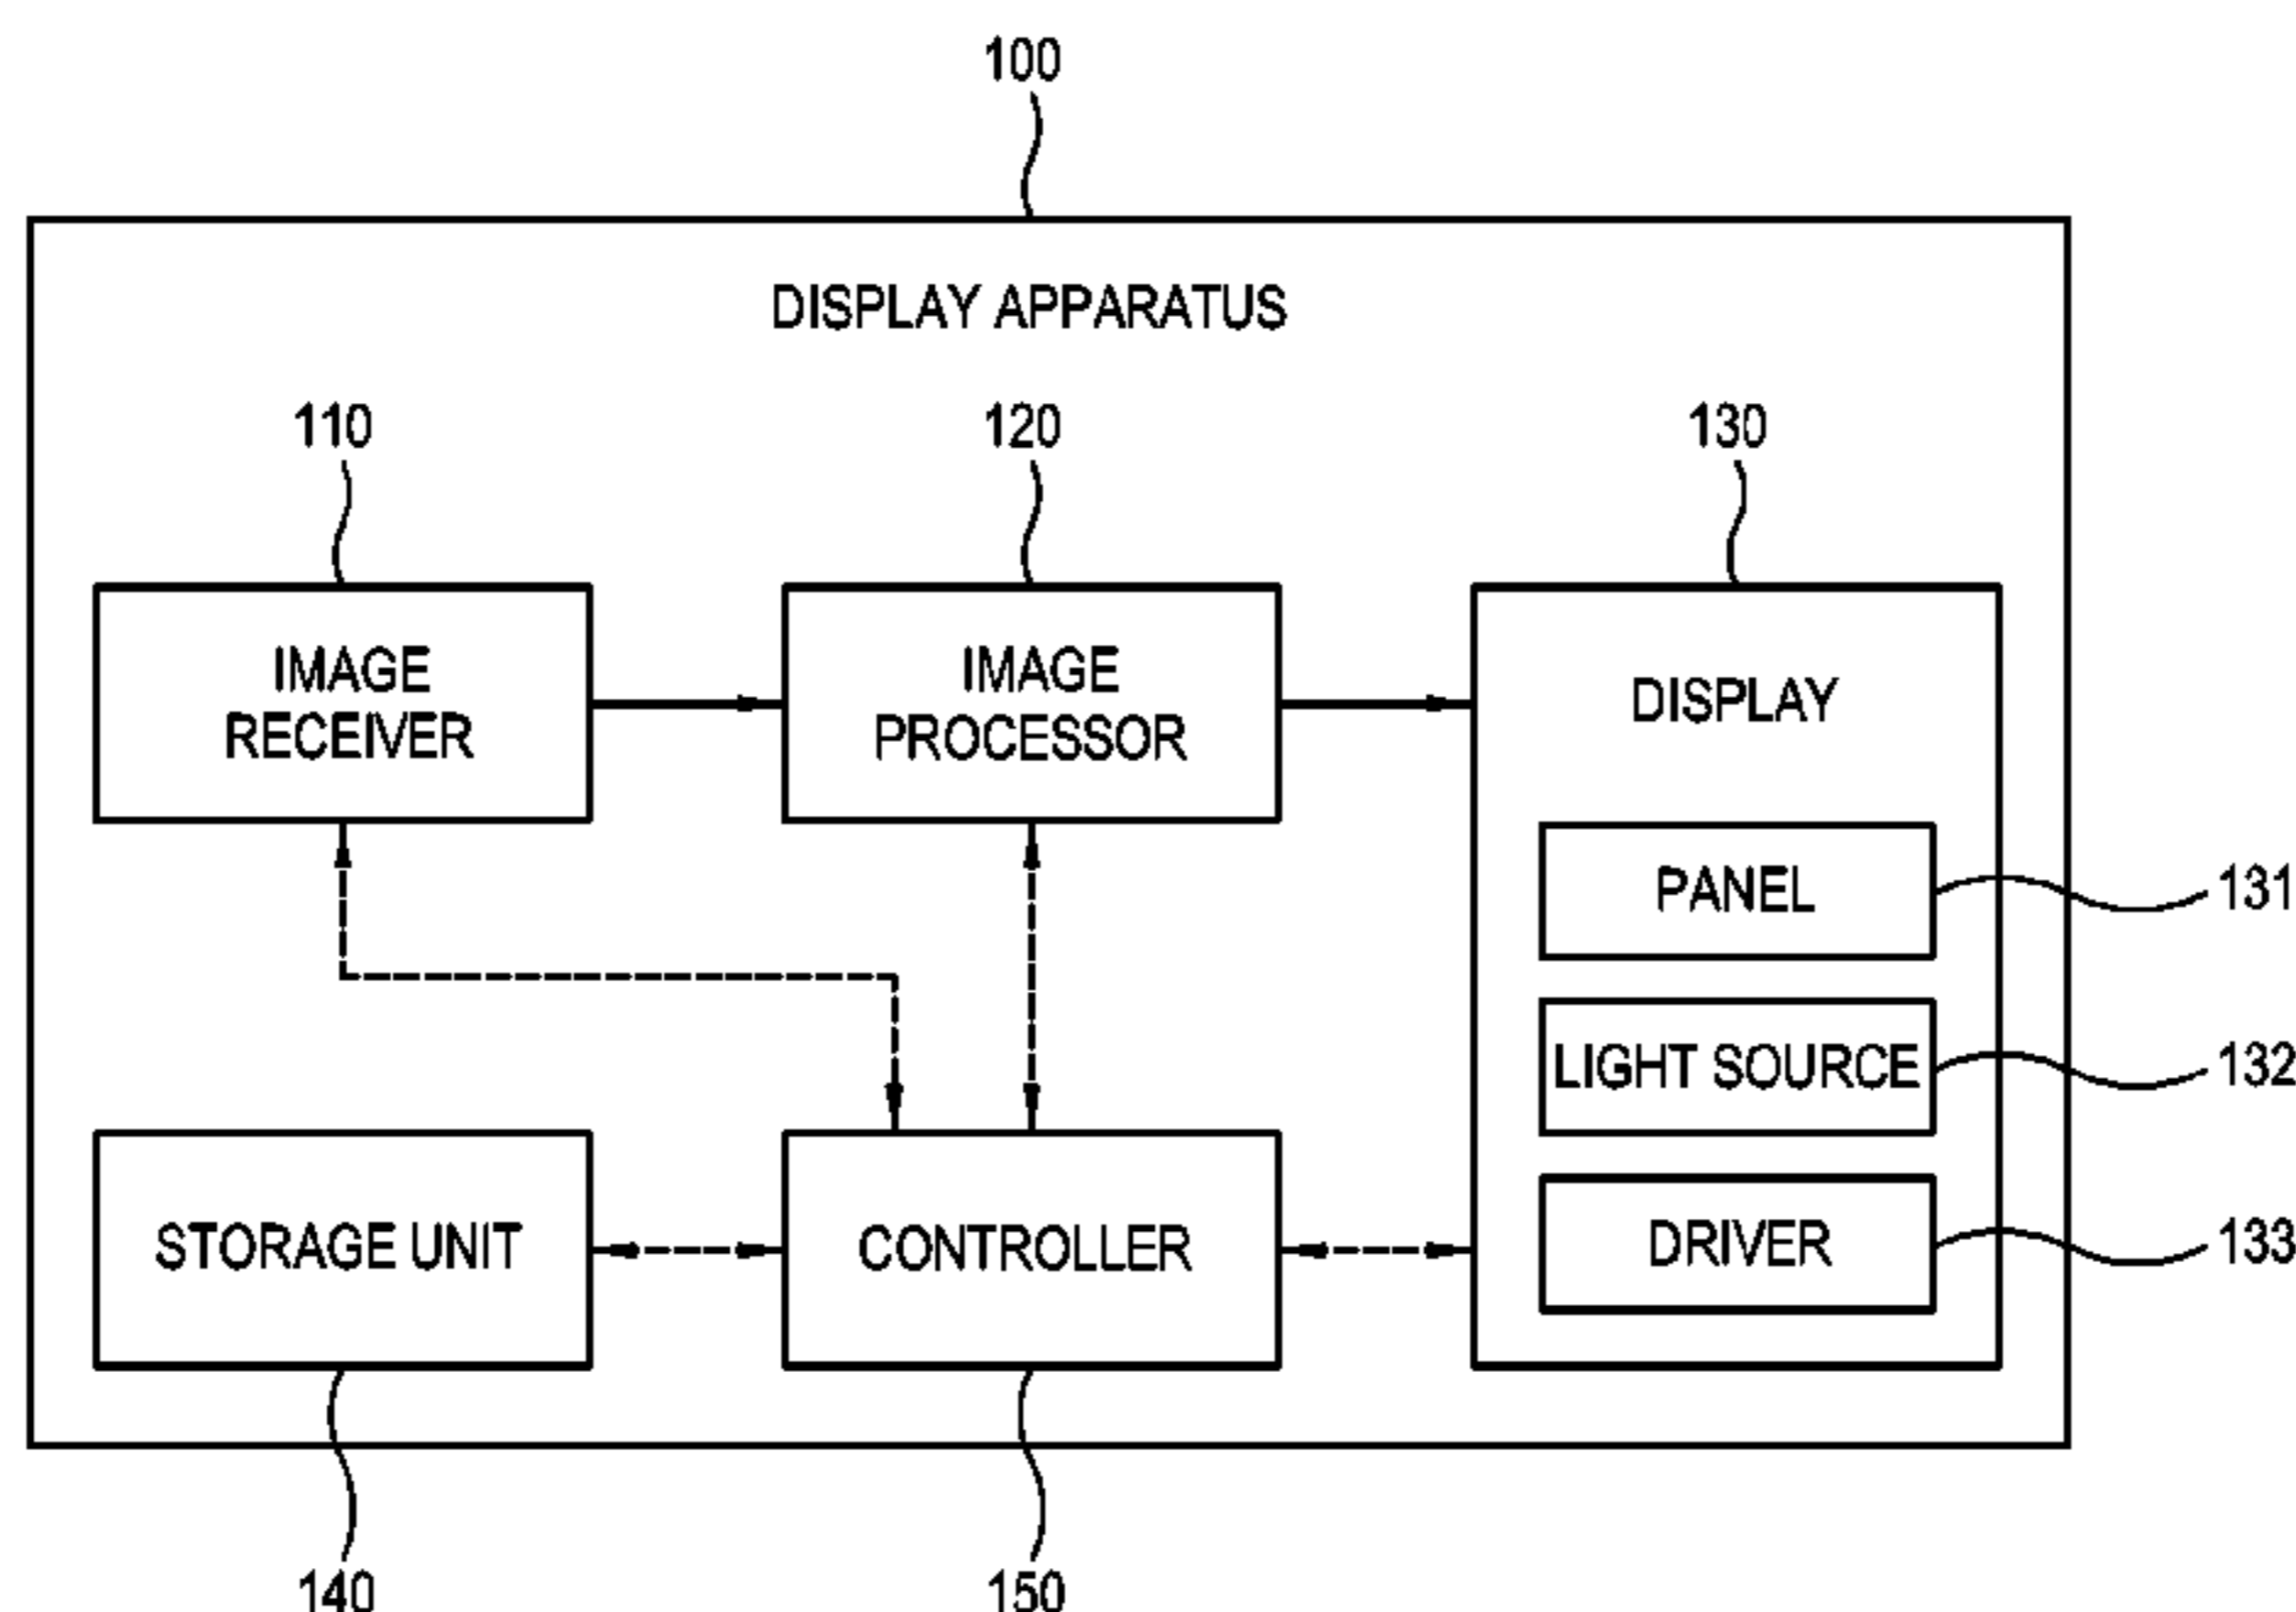 100
DISPLAY APPARATUS
110
120
130
IMAGE
RECEIVER
IMAGE
PROCESSOR
DISPLAY
PANEL
131
LIGHT SOURCE
132
STORAGE UNIT
CONTROLLER
DRIVER
133
140
150